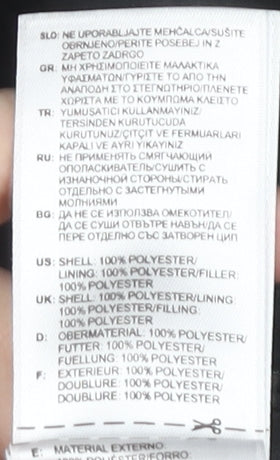 SLO: NE UPORABLJAJTE MEHČALCA/SUŠITE
OBRNJENO/PERITE POSEBEJ IN Z
ZAPETO ZADRGO
GR: ΜΗ ΧΡΗΣΙΜΟΠΟΙΕΙΤΕ ΜΑΛΑΚΤΙΚΑ
ΥΦΑΣΜΑΤΩΝ/ΓΥΡΙΣΤΕ ΤΟ ΑΠΟ ΤΗΝ
ΑΝΑΠΟΔΗ ΣΤΟ ΣΤΕΓΝΩΤΗΡΙΟ/ΠΛΕΝΕΤΕ
ΧΩΡΙΣΤΑ ΜΕ ΤΟ ΚΟΥΜΠΩΜΑ ΚΛΕΙΣΤΟ
TR: YUMUSATICI KULLANMAYINIZ/
TERSINDEN KURUTUCUDA
KURUTUNUZ/ÇITÇIT VE FERMUARLARI
KAPALI VE AYRI YIKAYINIZ
RU: НЕ ПРИМЕНЯТЬ СМЯГЧАЮЩИЙ
ОПОЛАСКИВАТЕЛЬ/СУШИТЬ С
ИЗНАНОЧНОЙ СТОРОНЫ/СТИРАТЬ
ОТДЕЛЬНО С ЗАСТЕГНУТЫМИ
МОЛНИЯМИ
BG: ДА НЕ СЕ ИЗПОЛЗВА ОМЕКОТИТЕЛ/
ДА СЕ СУШИ ОТВЪТРЕ НАВЪН/ДА СЕ
ПЕРЕ ОТДЕЛНО СЪС ЗАТВОРЕН ЦИП
US: SHELL: 100% POLYESTER/
LINING: 100% POLYESTER/FILLER:
100% POLYESTER
UK: SHELL: 100% POLYESTER/LINING:
100% POLYESTER/FILLING:
100% POLYESTER
D: OBERMATERIAL: 100% POLYESTER/
FUTTER: 100% POLYESTER/
FUELLUNG: 100% POLYESTER
F: EXTERIEUR: 100% POLYESTER/
DOUBLURE: 100% POLYESTER/
DOUBLURE: 100% POLYESTER
E: MATERIAL EXTERNO:
100% POLIÉSTER/FORRO: